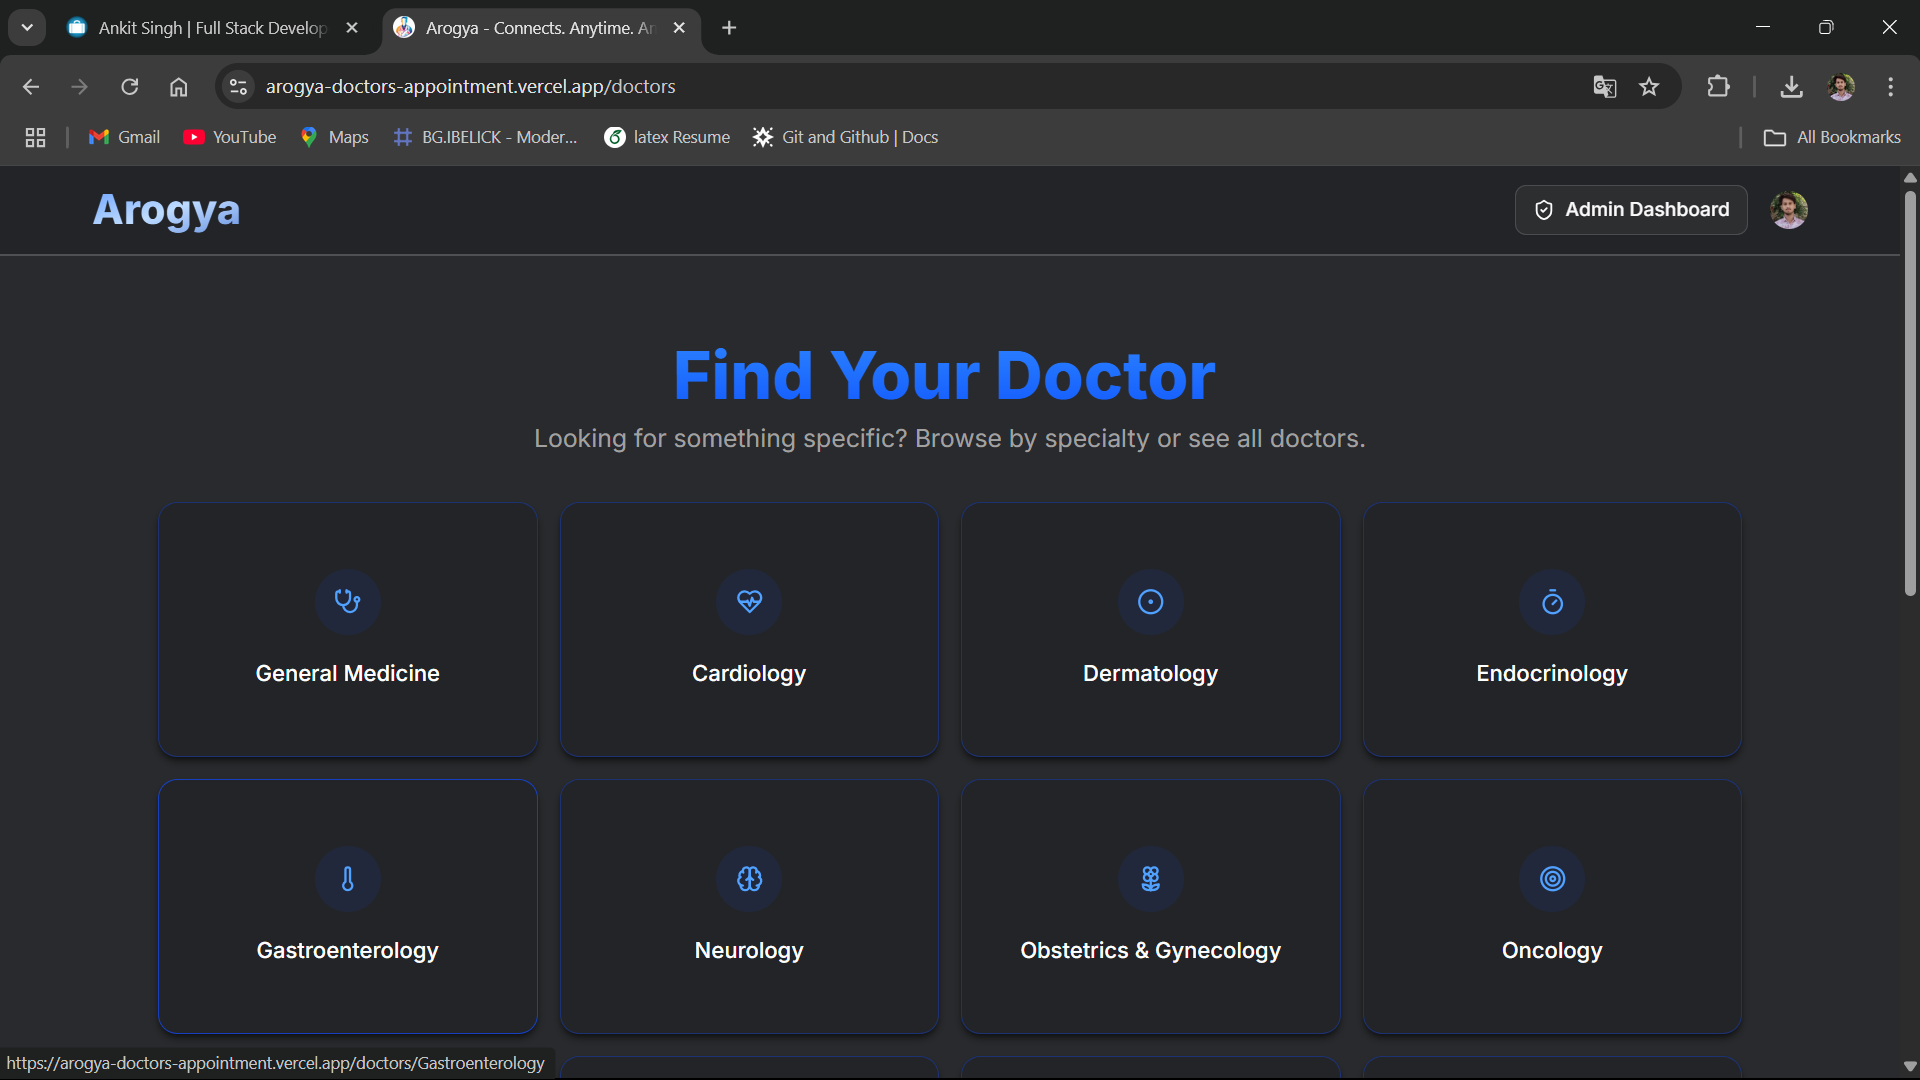 Ankit Singh | Full Stack Develop
Arogya - Connects. Anytime. An
arogya-doctors-appointment.vercel.app/doctors
Gmail
YouTube
Maps
BG.IBELICK - Moder...
latex Resume
Git and Github | Docs
All Bookmarks
Arogya
Admin Dashboard
Find Your Doctor
Looking for something specific? Browse by specialty or see all doctors.
General Medicine
Cardiology
Dermatology
Endocrinology
Gastroenterology
Neurology
Obstetrics & Gynecology
Oncology
https://arogya-doctors-appointment.vercel.app/doctors/Gastroenterology